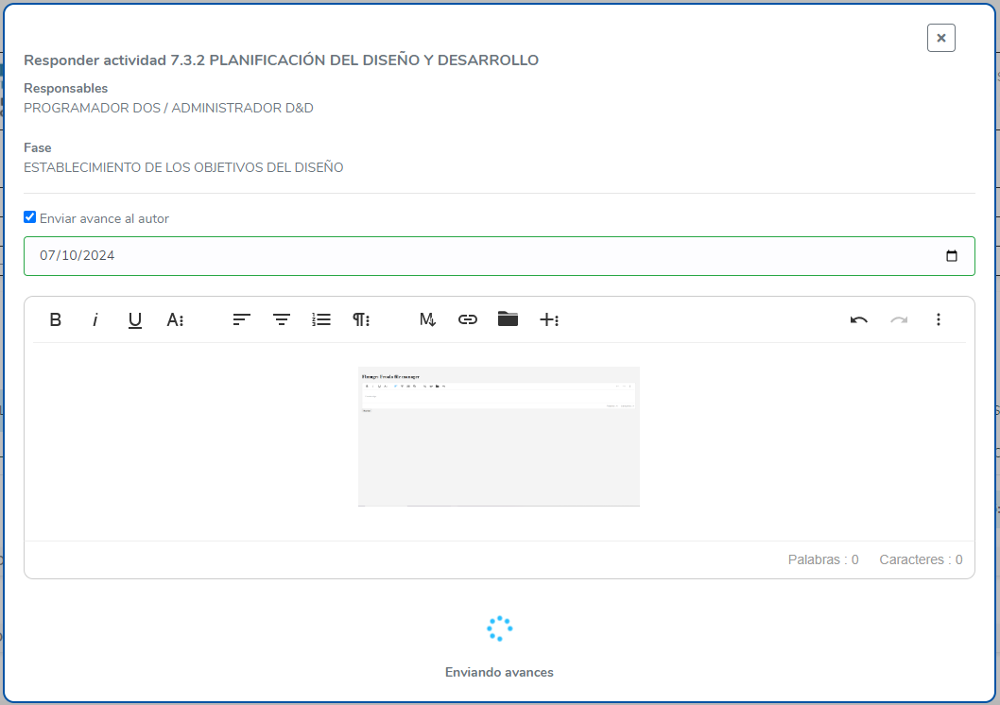 Responder actividad 7.3.2 PLANIFICACIÓN DEL DISEÑO Y DESARROLLO
Responsables
PROGRAMADOR DOS / ADMINISTRADOR D&D
Fase
ESTABLECIMIENTO DE LOS OBJETIVOS DEL DISEÑO
Enviar avance al autor
07/10/2024
Palabras : 0 Caracteres : 0
Enviando avances